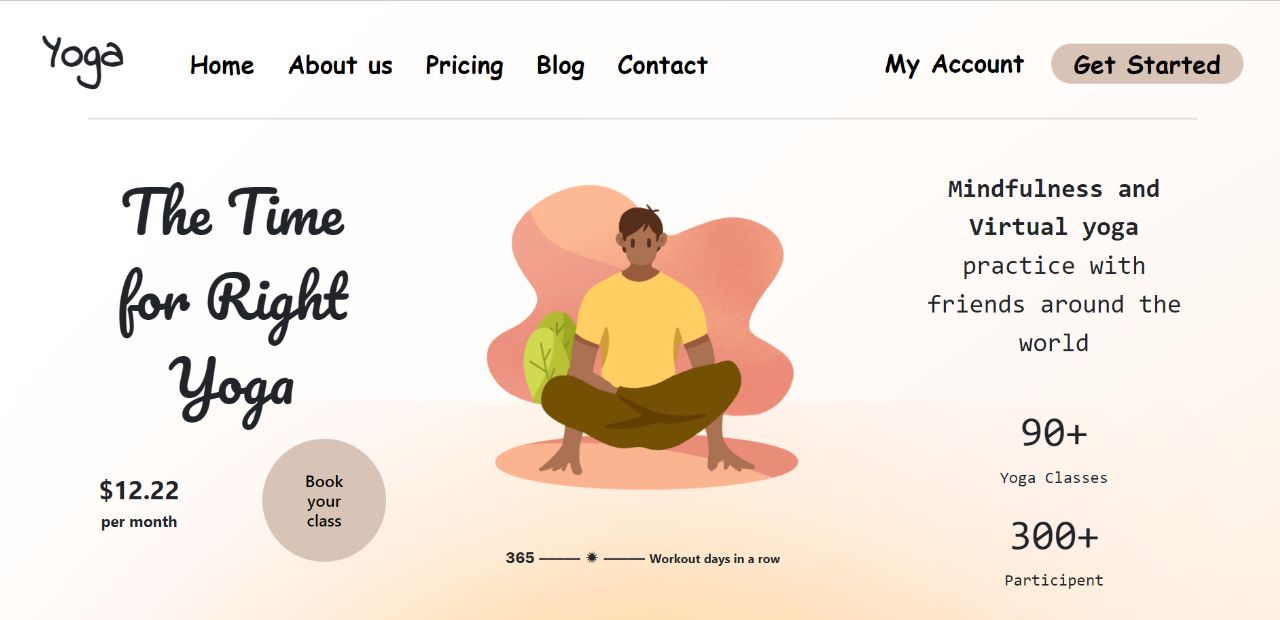 Yoga
Home About us Pricing Blog Contact My Account Get Started
The Time
for Right
Yoga
$12.22
per month
Book
your
class
365 ——— ✷ ——— Workout days in a row
Mindfulness and
Virtual yoga
practice with
friends around the
world
90+
Yoga Classes
300+
Participent